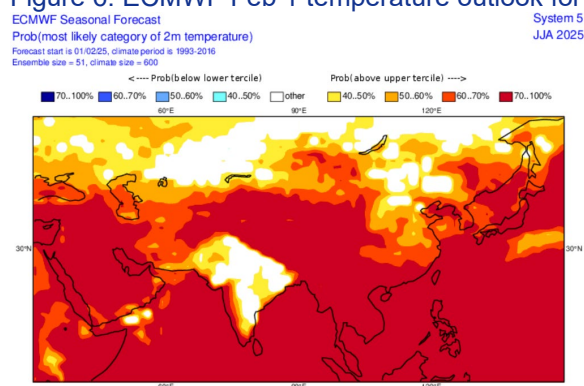 Figure 6. ECMWF Feb 1 temperature outlook for
ECMWF Seasonal Forecast
System 5
Prob(most likely category of 2m temperature)
JJA 2025
Forecast start is 01/02/25, climate period is 1993-2016
Ensemble size = 51, climate size = 600
<---- Prob(below lower tercile)
Prob(above upper tercile) ---->
70..100% 60..70% 50..60% 40..50% other 40..50% 50..60% 60..70% 70..100%
60°E 90°E 120°E
30°N 30°N
60°E 90°E 120°E